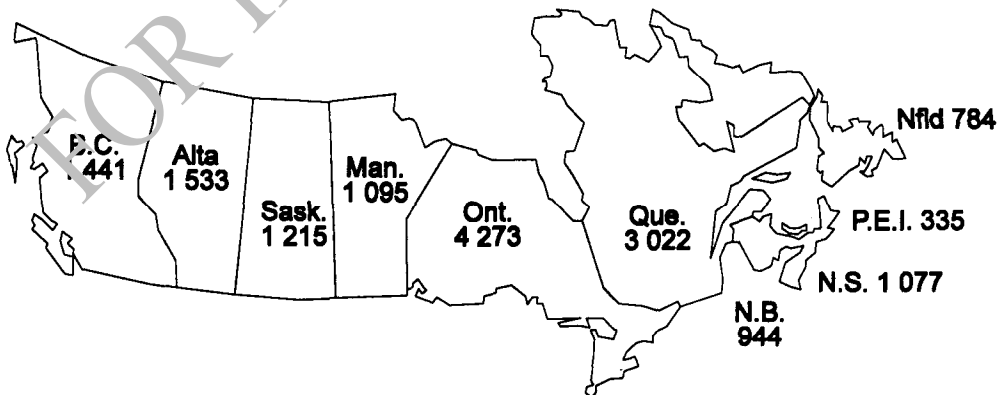 FOR
B.C.
441
Alta
1 533
Sask.
1 215
Man.
1 095
Ont.
4 273
Que.
3 022
Nfld 784
P.E.I. 335
N.S. 1 077
N.B.
944